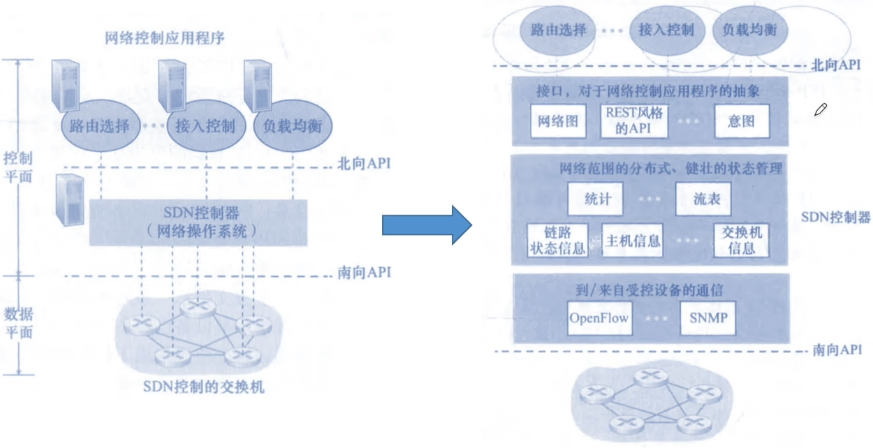 网络控制应用程序
路由选择 ··· 接入控制 负载均衡
控制
平面
北向API
SDN控制器
(网络操作系统)
南向API
数据
平面
SDN控制的交换机
路由选择 ··· 接入控制 负载均衡
北向API
接口,对于网络控制应用程序的抽象
网络图 REST风格的API ··· 意图
网络范围的分布式、健壮的状态管理
统计 ··· 流表
SDN控制器
链路状态信息 主机信息 ··· 交换机信息
到/来自受控设备的通信
OpenFlow ··· SNMP
南向API